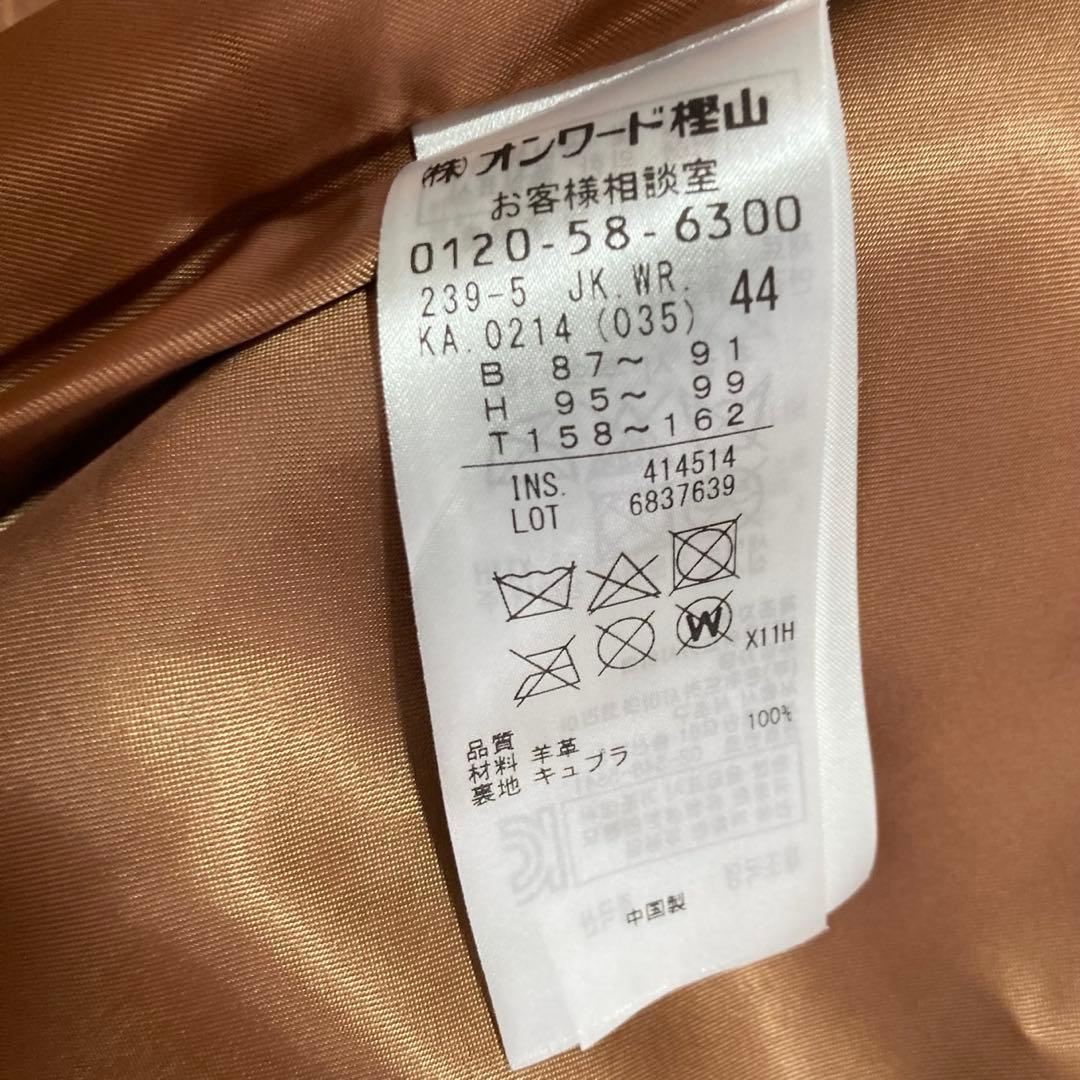 (株)オンワード樫山
お客様相談室
0120-58-6300
239-5 JK.WR.
KA.0214 (035) 44
B 87〜 91
H 95〜 99
T158〜162
INS. 414514
LOT 6837639
W X11H
品質
材料 羊革
裏地 キュプラ 100%
中国製